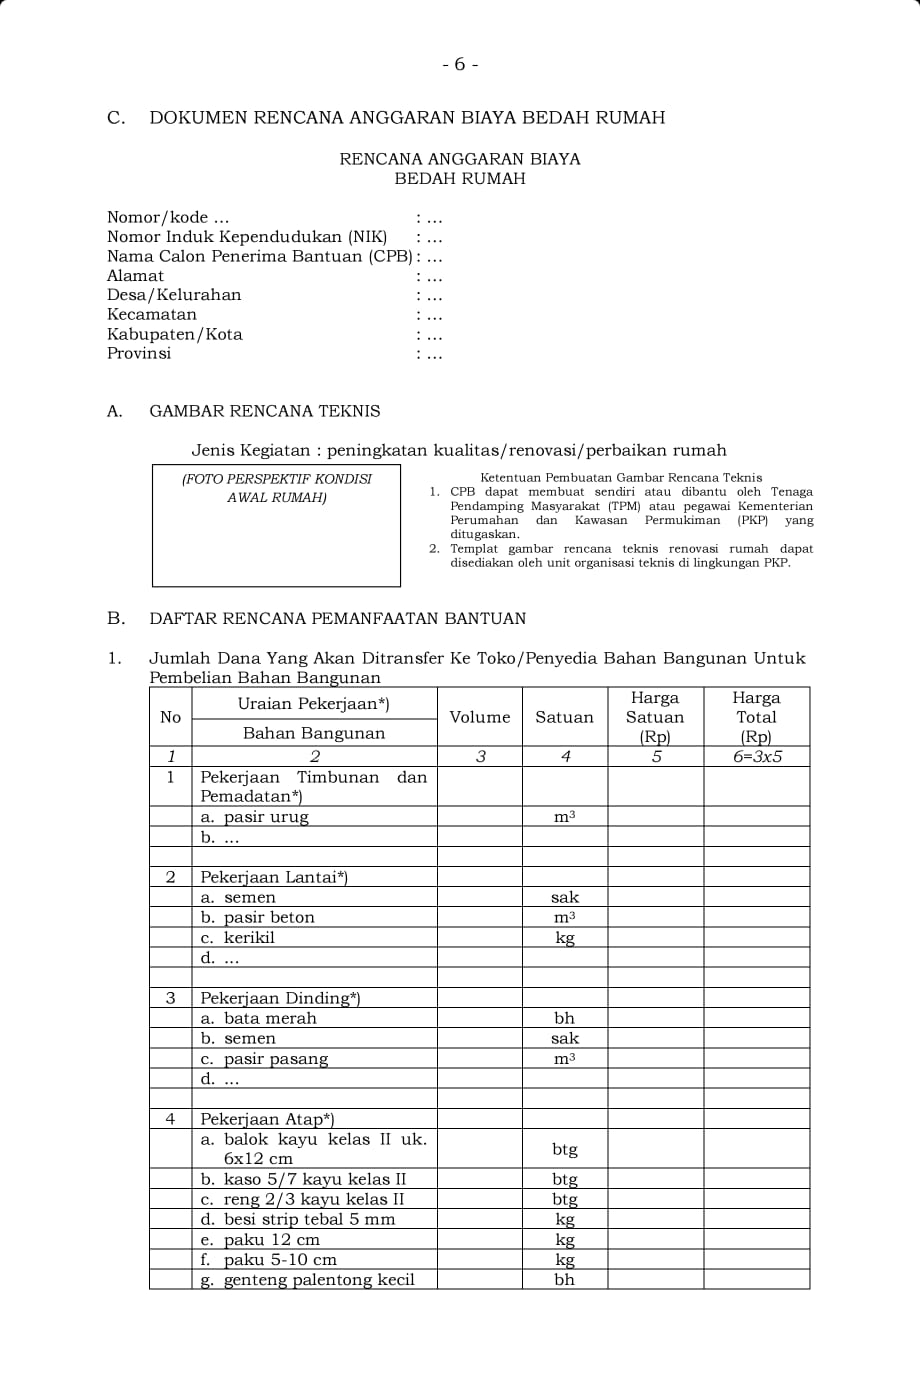 - 6 -
C. DOKUMEN RENCANA ANGGARAN BIAYA BEDAH RUMAH
RENCANA ANGGARAN BIAYA
BEDAH RUMAH
Nomor/kode ... : ...
Nomor Induk Kependudukan (NIK) : ...
Nama Calon Penerima Bantuan (CPB) : ...
Alamat : ...
Desa/Kelurahan : ...
Kecamatan : ...
Kabupaten/Kota : ...
Provinsi : ...
A. GAMBAR RENCANA TEKNIS
Jenis Kegiatan : peningkatan kualitas/renovasi/perbaikan rumah
(FOTO PERSPEKTIF KONDISI
AWAL RUMAH)
Ketentuan Pembuatan Gambar Rencana Teknis
1. CPB dapat membuat sendiri atau dibantu oleh Tenaga
Pendamping Masyarakat (TPM) atau pegawai Kementerian
Perumahan dan Kawasan Permukiman (PKP) yang
ditugaskan.
2. Templat gambar rencana teknis renovasi rumah dapat
disediakan oleh unit organisasi teknis di lingkungan PKP.
B. DAFTAR RENCANA PEMANFAATAN BANTUAN
1. Jumlah Dana Yang Akan Ditransfer Ke Toko/Penyedia Bahan Bangunan Untuk
Pembelian Bahan Bangunan
No
Uraian Pekerjaan*)
Bahan Bangunan
Volume
Satuan
Harga
Satuan
(Rp)
Harga
Total
(Rp)
1 2 3 4 5 6=3x5
1 Pekerjaan Timbunan dan
Pemadatan*)
a. pasir urug m³
b. ...
2 Pekerjaan Lantai*)
a. semen sak
b. pasir beton m³
c. kerikil kg
d. ...
3 Pekerjaan Dinding*)
a. bata merah bh
b. semen sak
c. pasir pasang m³
d. ...
4 Pekerjaan Atap*)
a. balok kayu kelas II uk.
6x12 cm btg
b. kaso 5/7 kayu kelas II btg
c. reng 2/3 kayu kelas II btg
d. besi strip tebal 5 mm kg
e. paku 12 cm kg
f. paku 5-10 cm kg
g. genteng palentong kecil bh